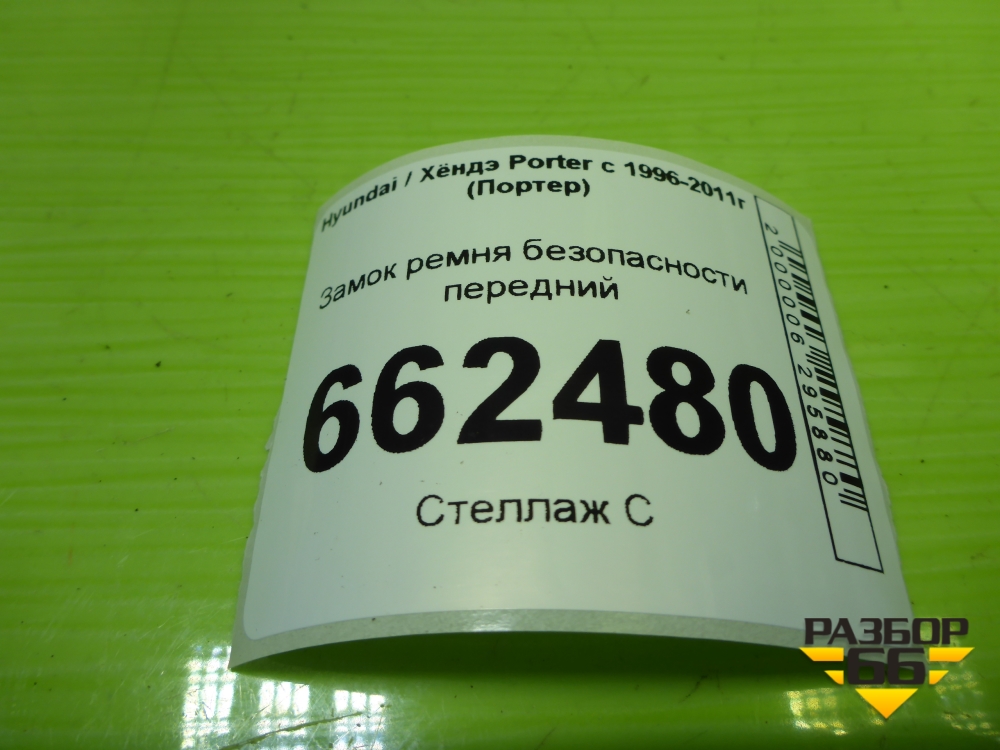 Hyundai / Хёндэ Porter с 1996-2011г
(Портер)
Замок ремня безопасности
передний
662480
Стеллаж С
2000006295880
РАЗБОР
66